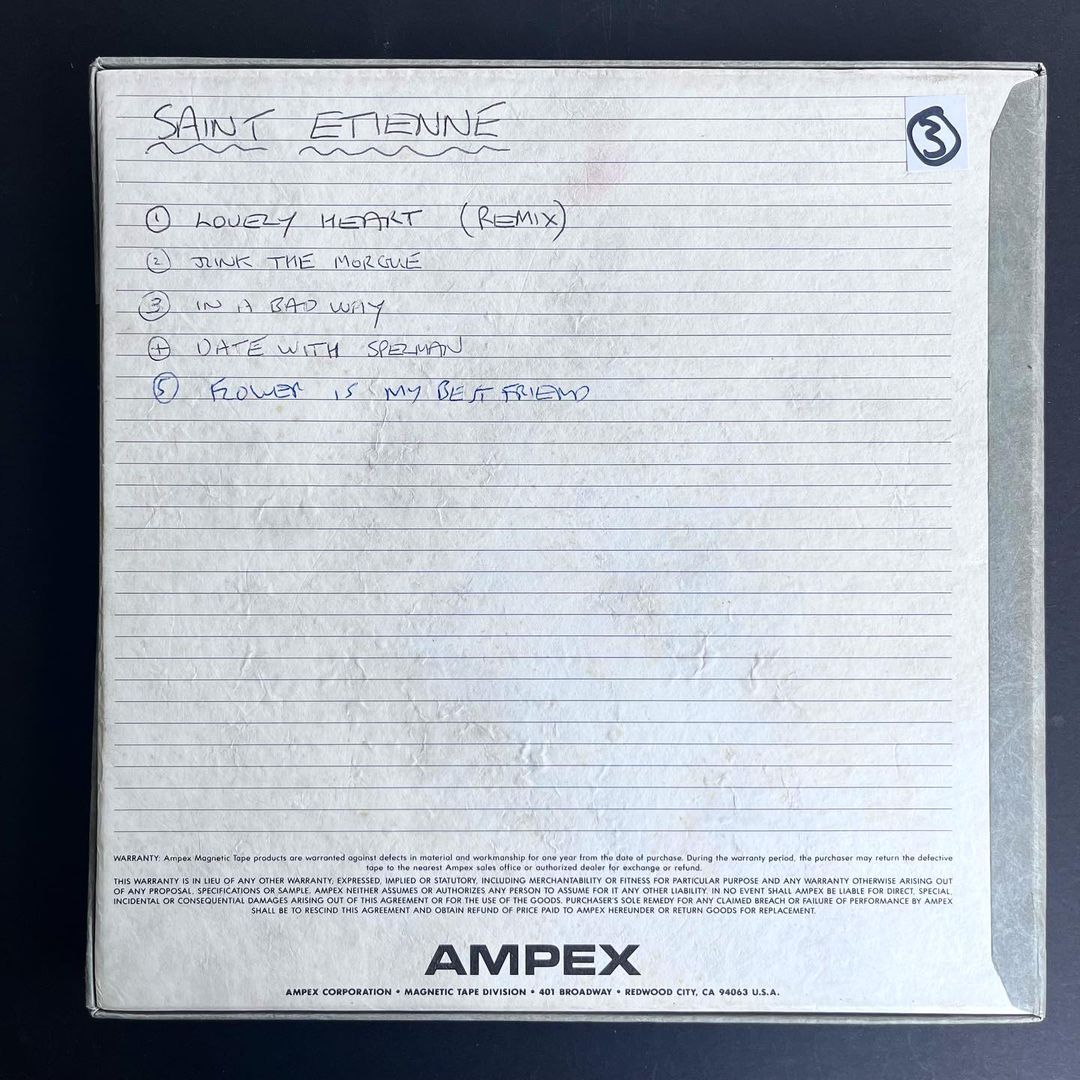 SAINT ETIENNE
3
① LOVELY HEART (REMIX)
② JUNK THE MORGUE
③ IN A BAD WAY
④ DATE WITH SPELMAN
⑤ FLOWER IS MY BEST FRIEND
WARRANTY: Ampex Magnetic Tape products are warranted against defects in material and workmanship for one year from the date of purchase. During the warranty period, the purchaser may return the defective
tape to the nearest Ampex sales office or authorized dealer for exchange or refund.
THIS WARRANTY IS IN LIEU OF ANY OTHER WARRANTY, EXPRESSED, IMPLIED OR STATUTORY, INCLUDING MERCHANTABILITY OR FITNESS FOR PARTICULAR PURPOSE AND ANY WARRANTY OTHERWISE ARISING OUT
OF ANY PROPOSAL, SPECIFICATIONS OR SAMPLE. AMPEX NEITHER ASSUMES OR AUTHORIZES ANY PERSON TO ASSUME FOR IT ANY OTHER LIABILITY. IN NO EVENT SHALL AMPEX BE LIABLE FOR DIRECT, SPECIAL,
INCIDENTAL OR CONSEQUENTIAL DAMAGES ARISING OUT OF THIS AGREEMENT OR FOR THE USE OF THE GOODS. PURCHASER'S SOLE REMEDY FOR ANY CLAIMED BREACH OR FAILURE OF PERFORMANCE BY AMPEX
SHALL BE TO RESCIND THIS AGREEMENT AND OBTAIN REFUND OF PRICE PAID TO AMPEX HEREUNDER OR RETURN GOODS FOR REPLACEMENT.
AMPEX
AMPEX CORPORATION • MAGNETIC TAPE DIVISION • 401 BROADWAY • REDWOOD CITY, CA 94063 U.S.A.